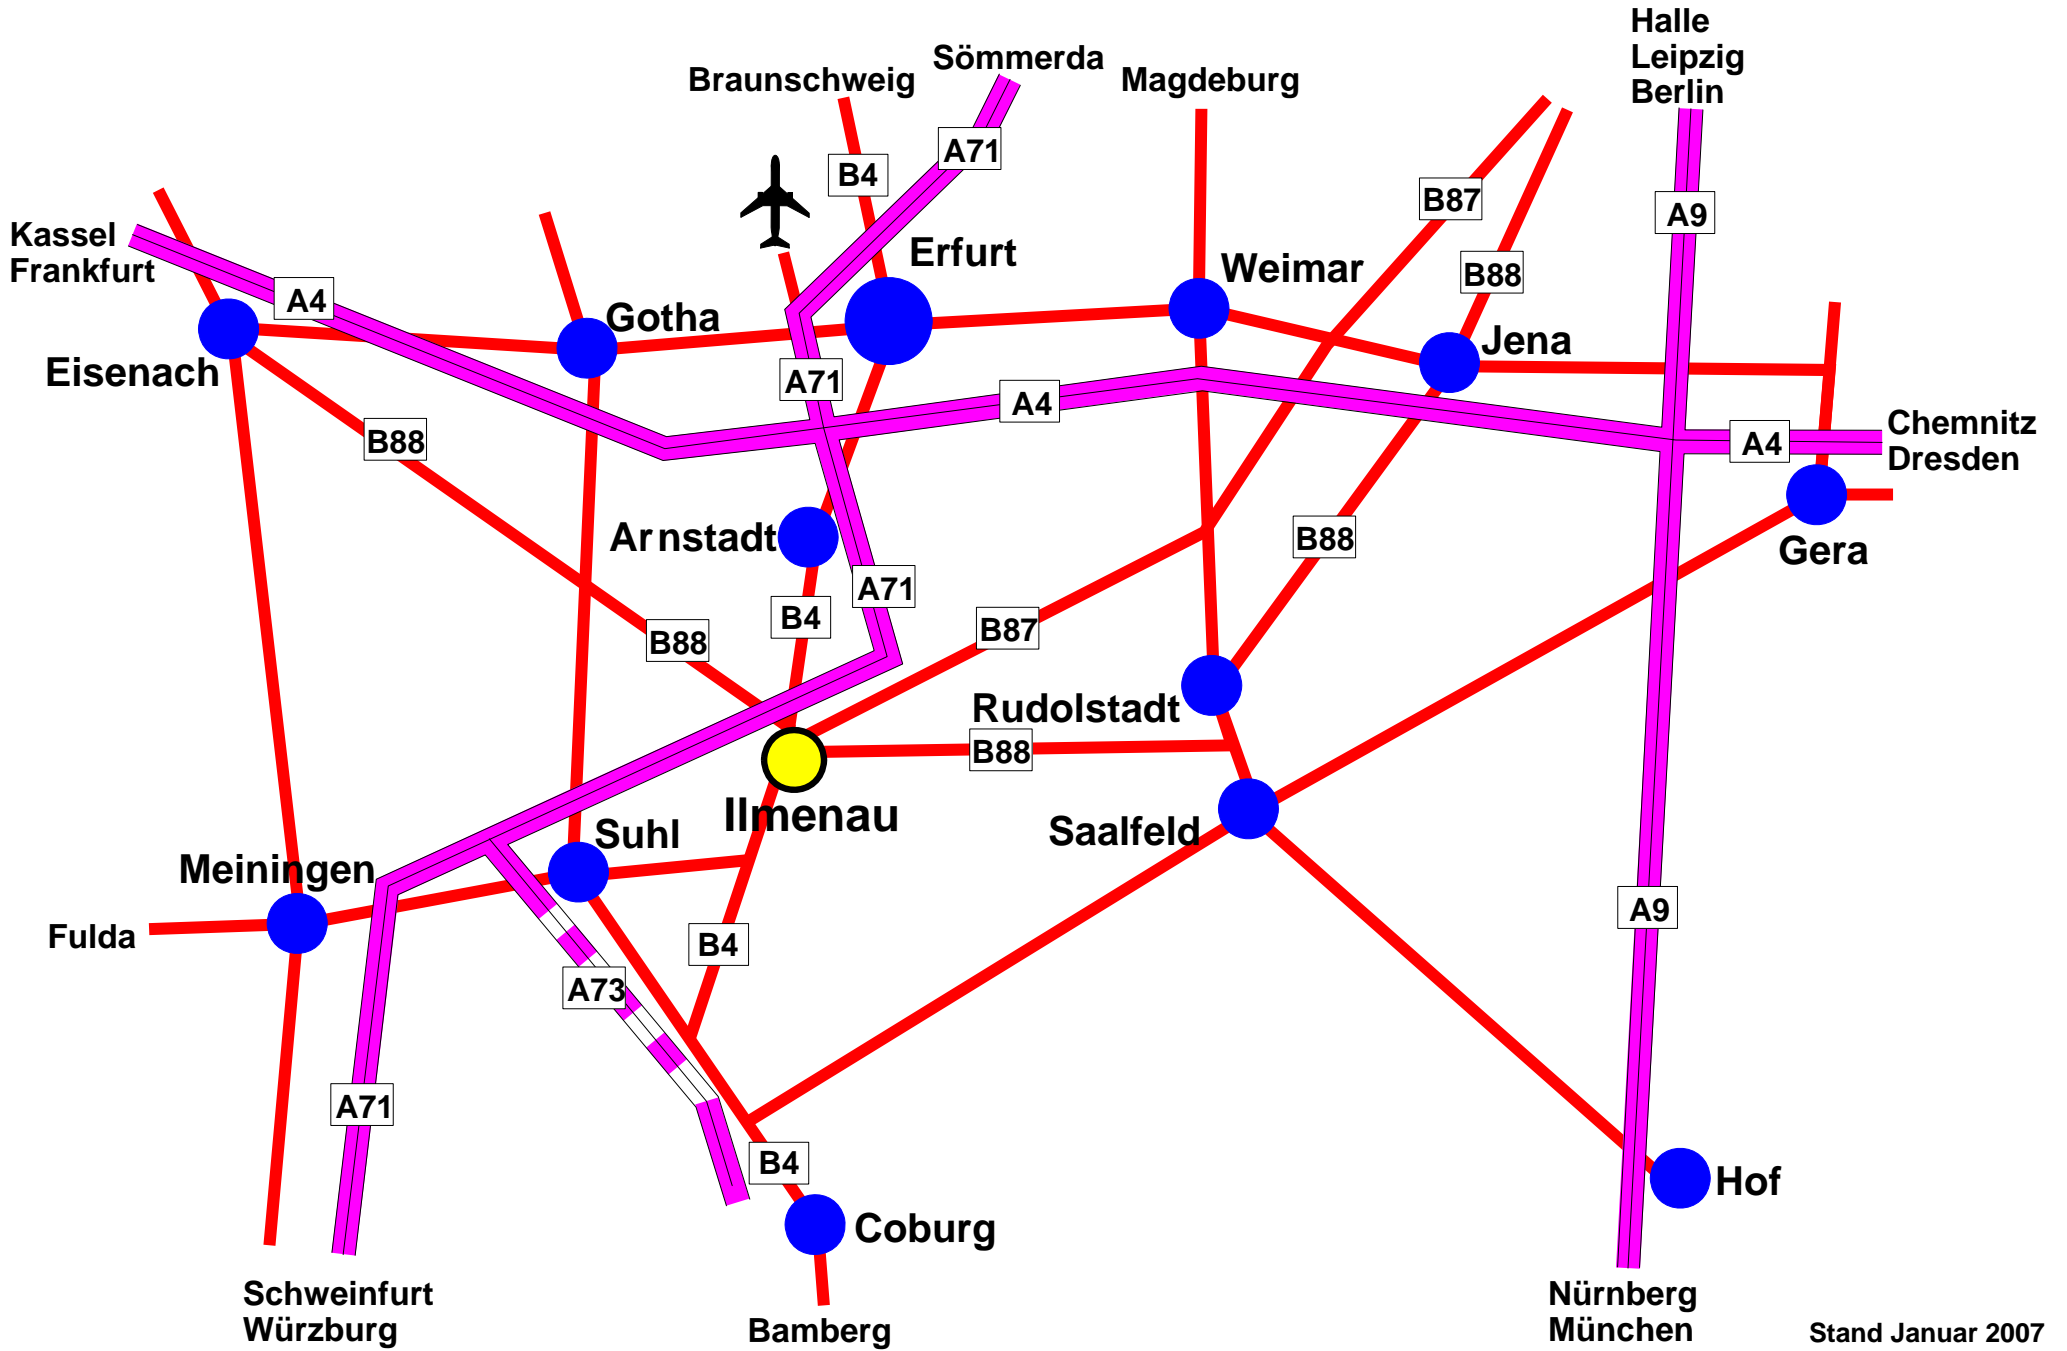 Halle
Leipzig
Berlin
Sömmerda
Braunschweig
Magdeburg
A71
B4
B87
A9
Kassel
Frankfurt
Erfurt
Weimar
B88
A4
Gotha
Jena
Eisenach
A71
A4
Chemnitz
Dresden
B88
A4
Arnstadt
B88
Gera
A71
B4
B87
B88
Rudolstadt
B88
Ilmenau
Suhl
Saalfeld
Meiningen
A9
Fulda
B4
A73
A71
B4
Hof
Coburg
Schweinfurt
Würzburg
Bamberg
Nürnberg
München
Stand Januar 2007